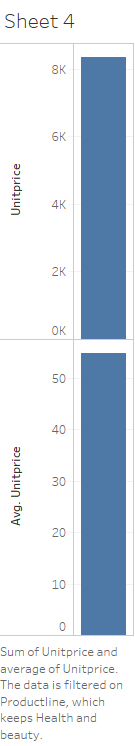 Sheet 4
8K
6K
4K
2K
0K
Unitprice
50
40
30
20
10
0
Avg. Unitprice
Sum of Unitprice and
average of Unitprice.
The data is filtered on
Productline, which
keeps Health and
beauty.